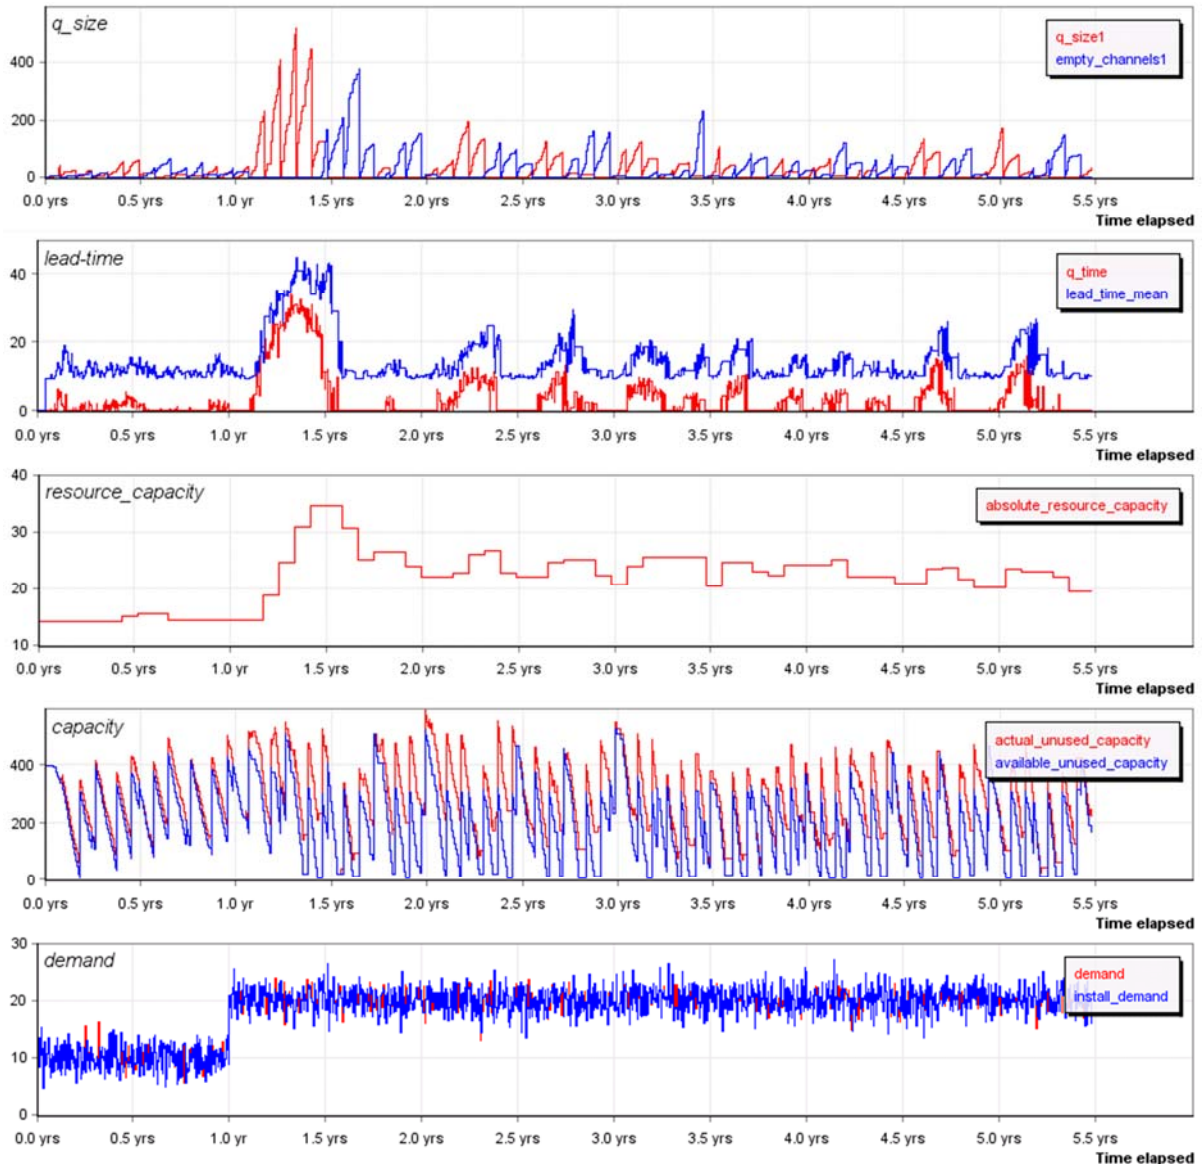 q_size
q_size1
empty_channels1
400
200
0
0.0 yrs 0.5 yrs 1.0 yr 1.5 yrs 2.0 yrs 2.5 yrs 3.0 yrs 3.5 yrs 4.0 yrs 4.5 yrs 5.0 yrs 5.5 yrs
Time elapsed
lead-time
q_time
lead_time_mean
40
20
0
0.0 yrs 0.5 yrs 1.0 yr 1.5 yrs 2.0 yrs 2.5 yrs 3.0 yrs 3.5 yrs 4.0 yrs 4.5 yrs 5.0 yrs 5.5 yrs
Time elapsed
40
resource_capacity
absolute_resource_capacity
30
20
10
0.0 yrs 0.5 yrs 1.0 yr 1.5 yrs 2.0 yrs 2.5 yrs 3.0 yrs 3.5 yrs 4.0 yrs 4.5 yrs 5.0 yrs 5.5 yrs
Time elapsed
capacity
actual_unused_capacity
available_unused_capacity
400
200
0
0.0 yrs 0.5 yrs 1.0 yr 1.5 yrs 2.0 yrs 2.5 yrs 3.0 yrs 3.5 yrs 4.0 yrs 4.5 yrs 5.0 yrs 5.5 yrs
Time elapsed
30
demand
demand
install_demand
20
10
0
0.0 yrs 0.5 yrs 1.0 yr 1.5 yrs 2.0 yrs 2.5 yrs 3.0 yrs 3.5 yrs 4.0 yrs 4.5 yrs 5.0 yrs 5.5 yrs
Time elapsed